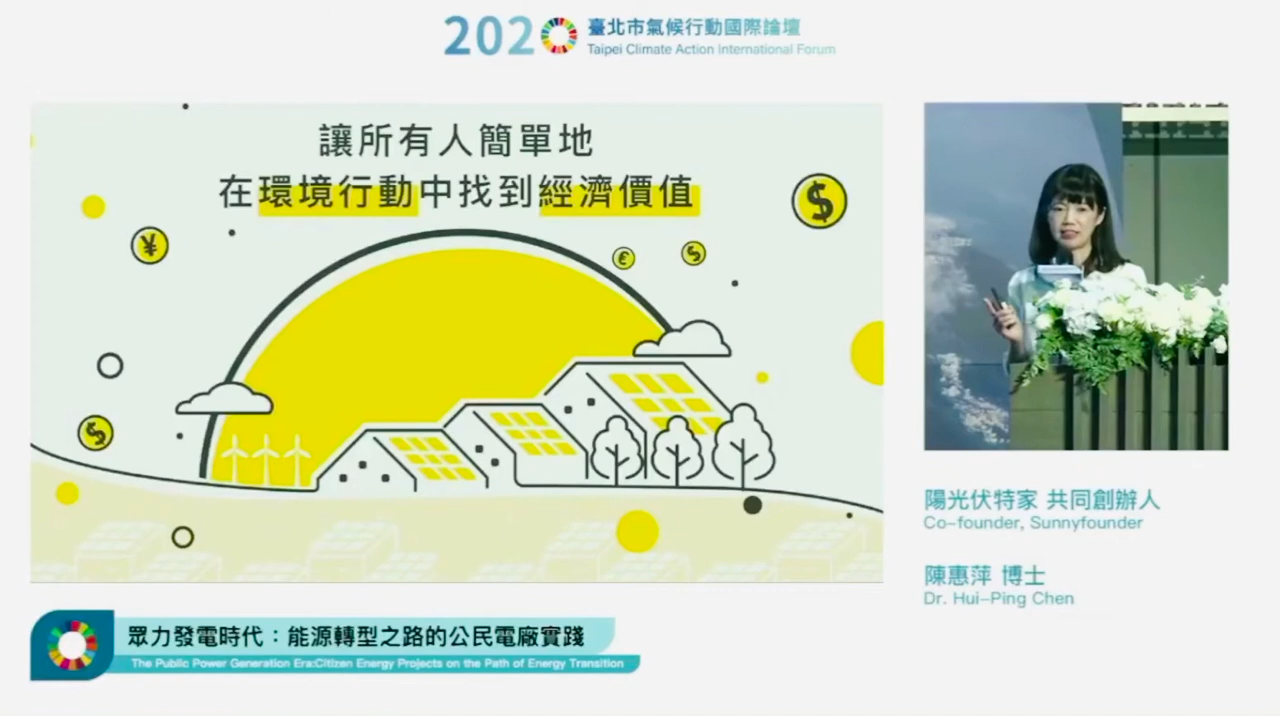 2020 臺北市氣候行動國際論壇
Taipei Climate Action International Forum
讓所有人簡單地
在環境行動中找到經濟價值
$
¥
€
$
$
陽光伏特家 共同創辦人
Co-founder, Sunnyfounder
陳惠萍 博士
Dr. Hui-Ping Chen
眾力發電時代：能源轉型之路的公民電廠實踐
The Public Power Generation Era:Citizen Energy Projects on the Path of Energy Transition